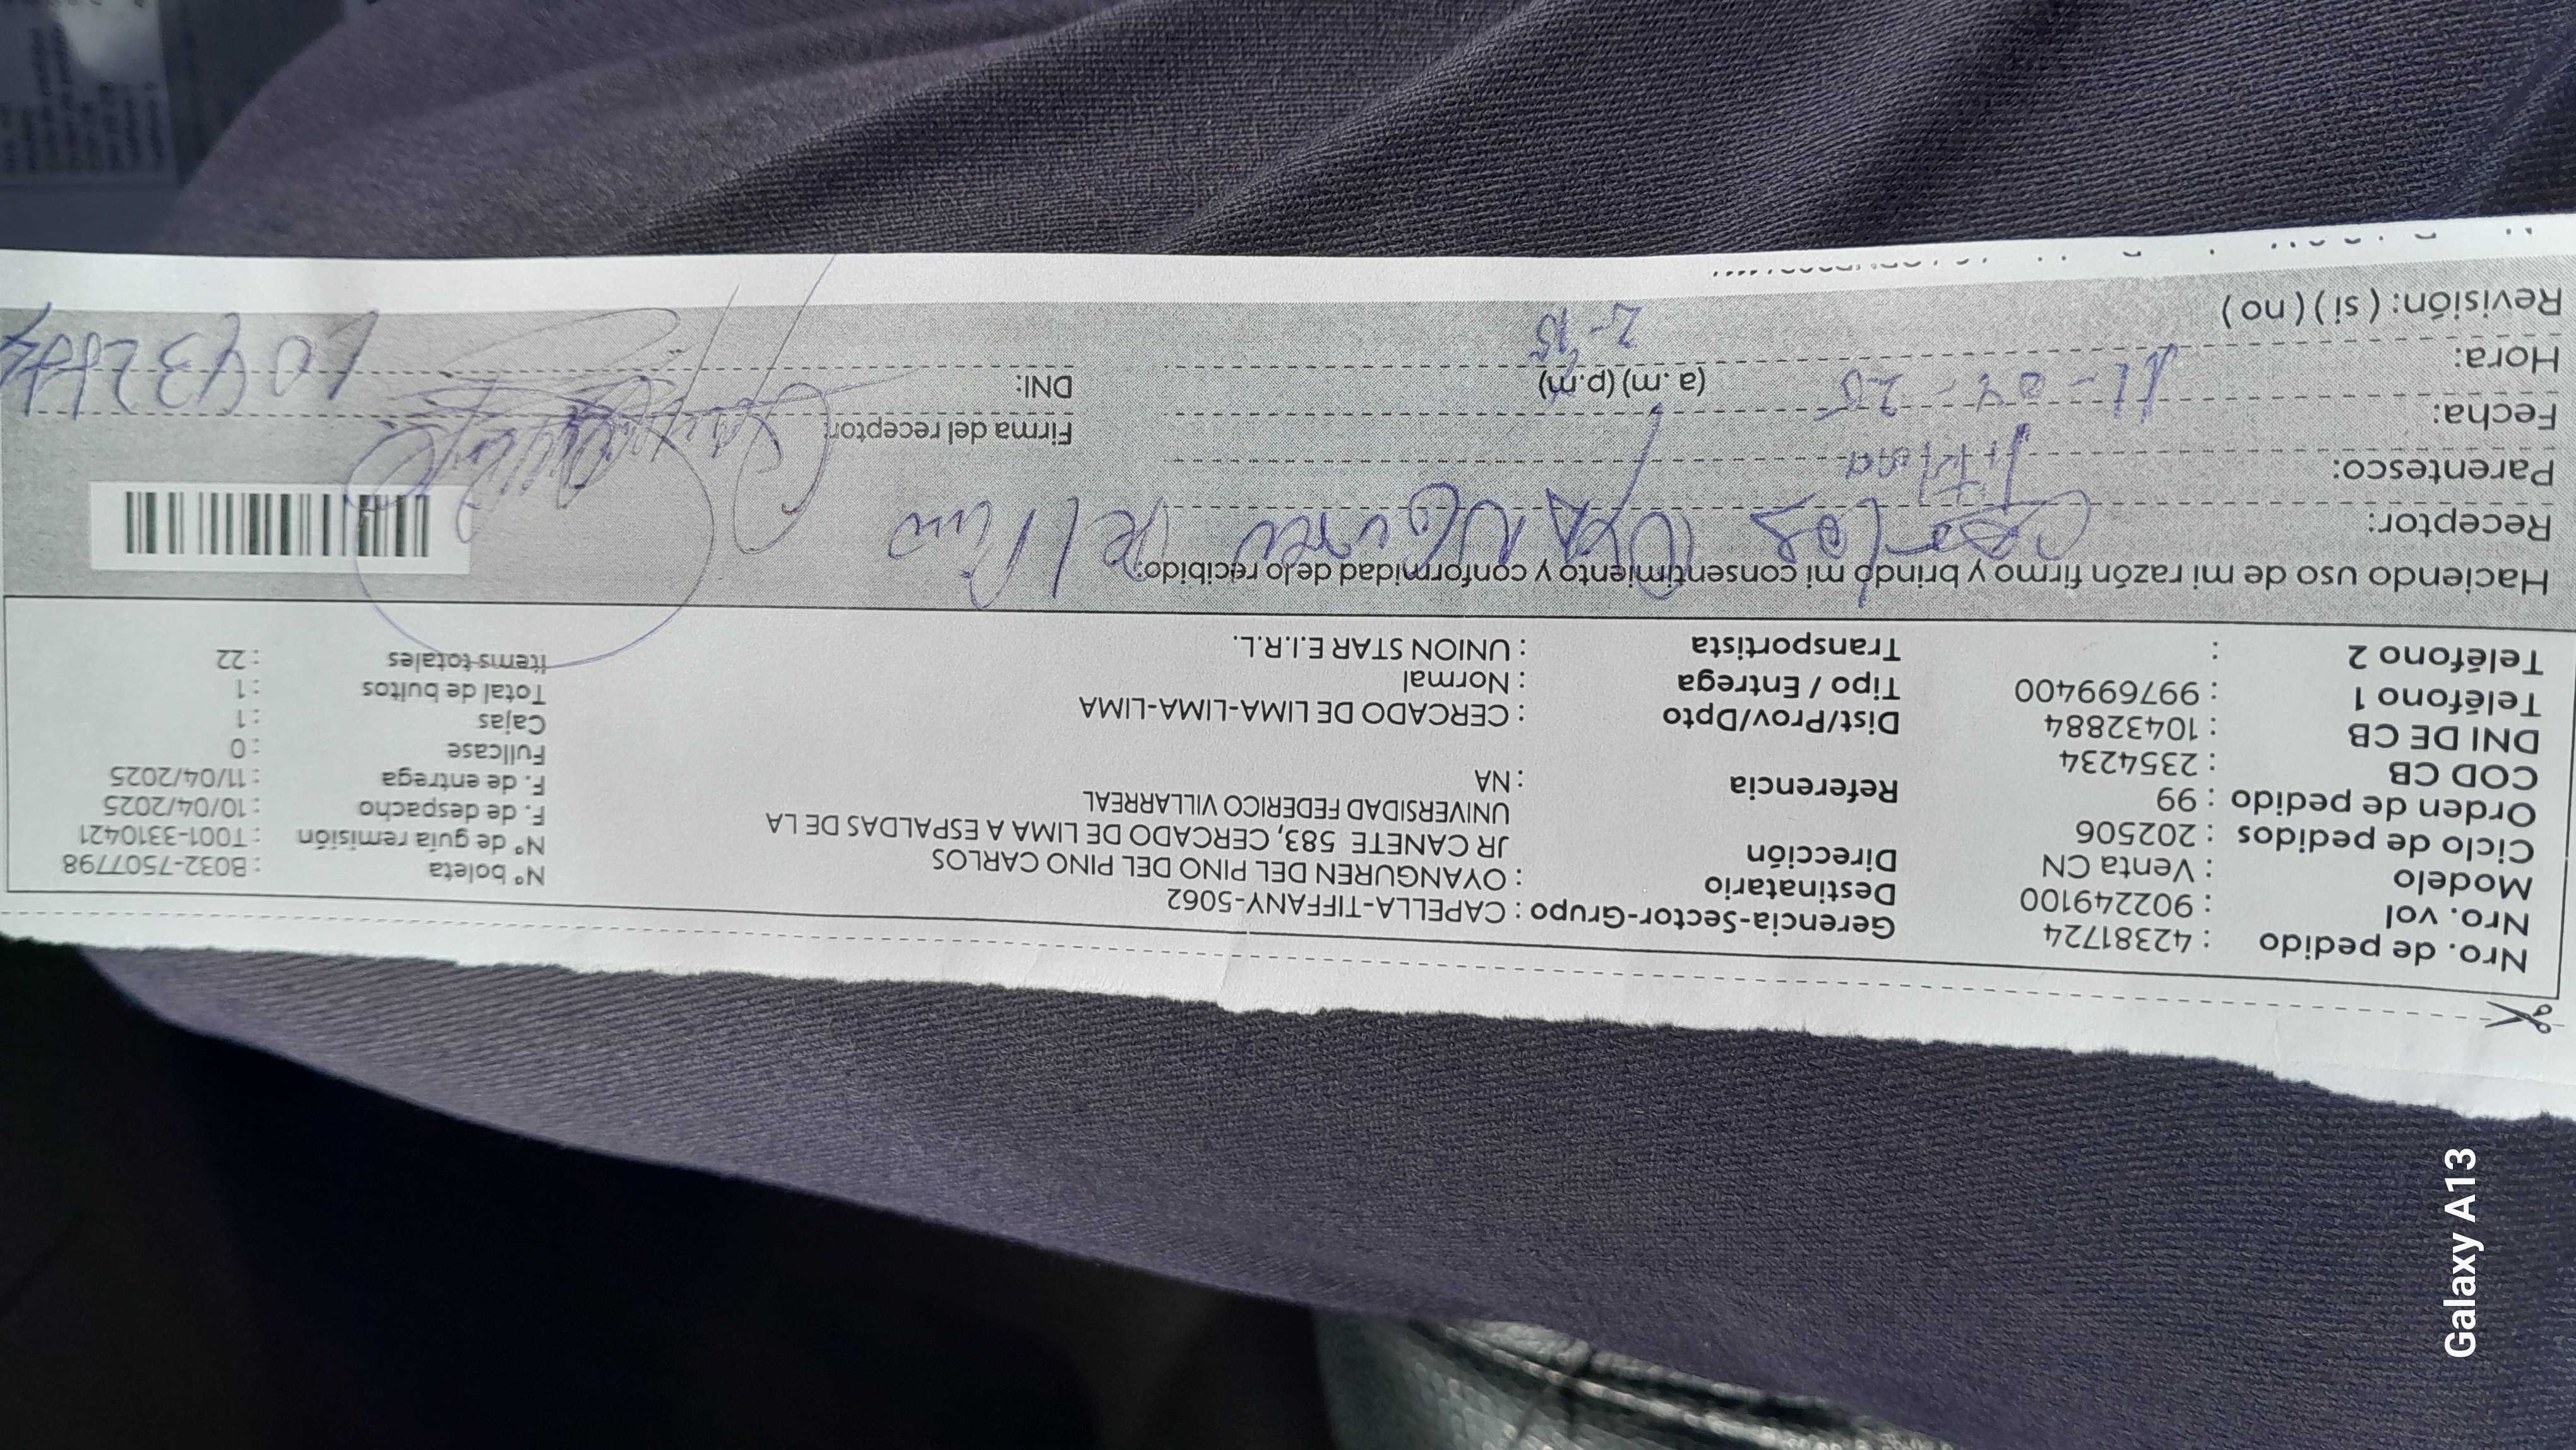 Nro. de pedido : 42381724
Nro. vol : 902249100
Modelo : Venta CN
Ciclo de pedidos : 202506
Orden de pedido : 99
COD CB : 2354234
DNI DE CB : 10432884
Teléfono 1 : 997699400
Teléfono 2 :
Gerencia-Sector-Grupo : CAPELLA-TIFFANY-5062
Destinatario : OYANGUREN DEL PINO DEL PINO CARLOS
Dirección JR CANETE 583, CERCADO DE LIMA A ESPALDAS DE LA
UNIVERSIDAD FEDERICO VILLARREAL
Referencia : NA
Dist/Prov/Dpto : CERCADO DE LIMA-LIMA-LIMA
Tipo / Entrega : Normal
Transportista : UNION STAR E.I.R.L.
N° boleta : B032-7507798
N° de guía remisión : T001-3310421
F. de despacho : 10/04/2025
F. de entrega : 11/04/2025
Fullcase : 0
Cajas : 1
Total de bultos : 1
Ítems totales : 22
Haciendo uso de mi razón firmo y brindo mi consentimiento y conformidad de lo recibido:
Receptor: Carlos OYANGuren del Pino
Parentesco:
Fecha: 11-04-25
Hora: (a.m) (p.m) 2-15
Revisión: ( si ) ( no )
Firma del receptor:
DNI:
Galaxy A13